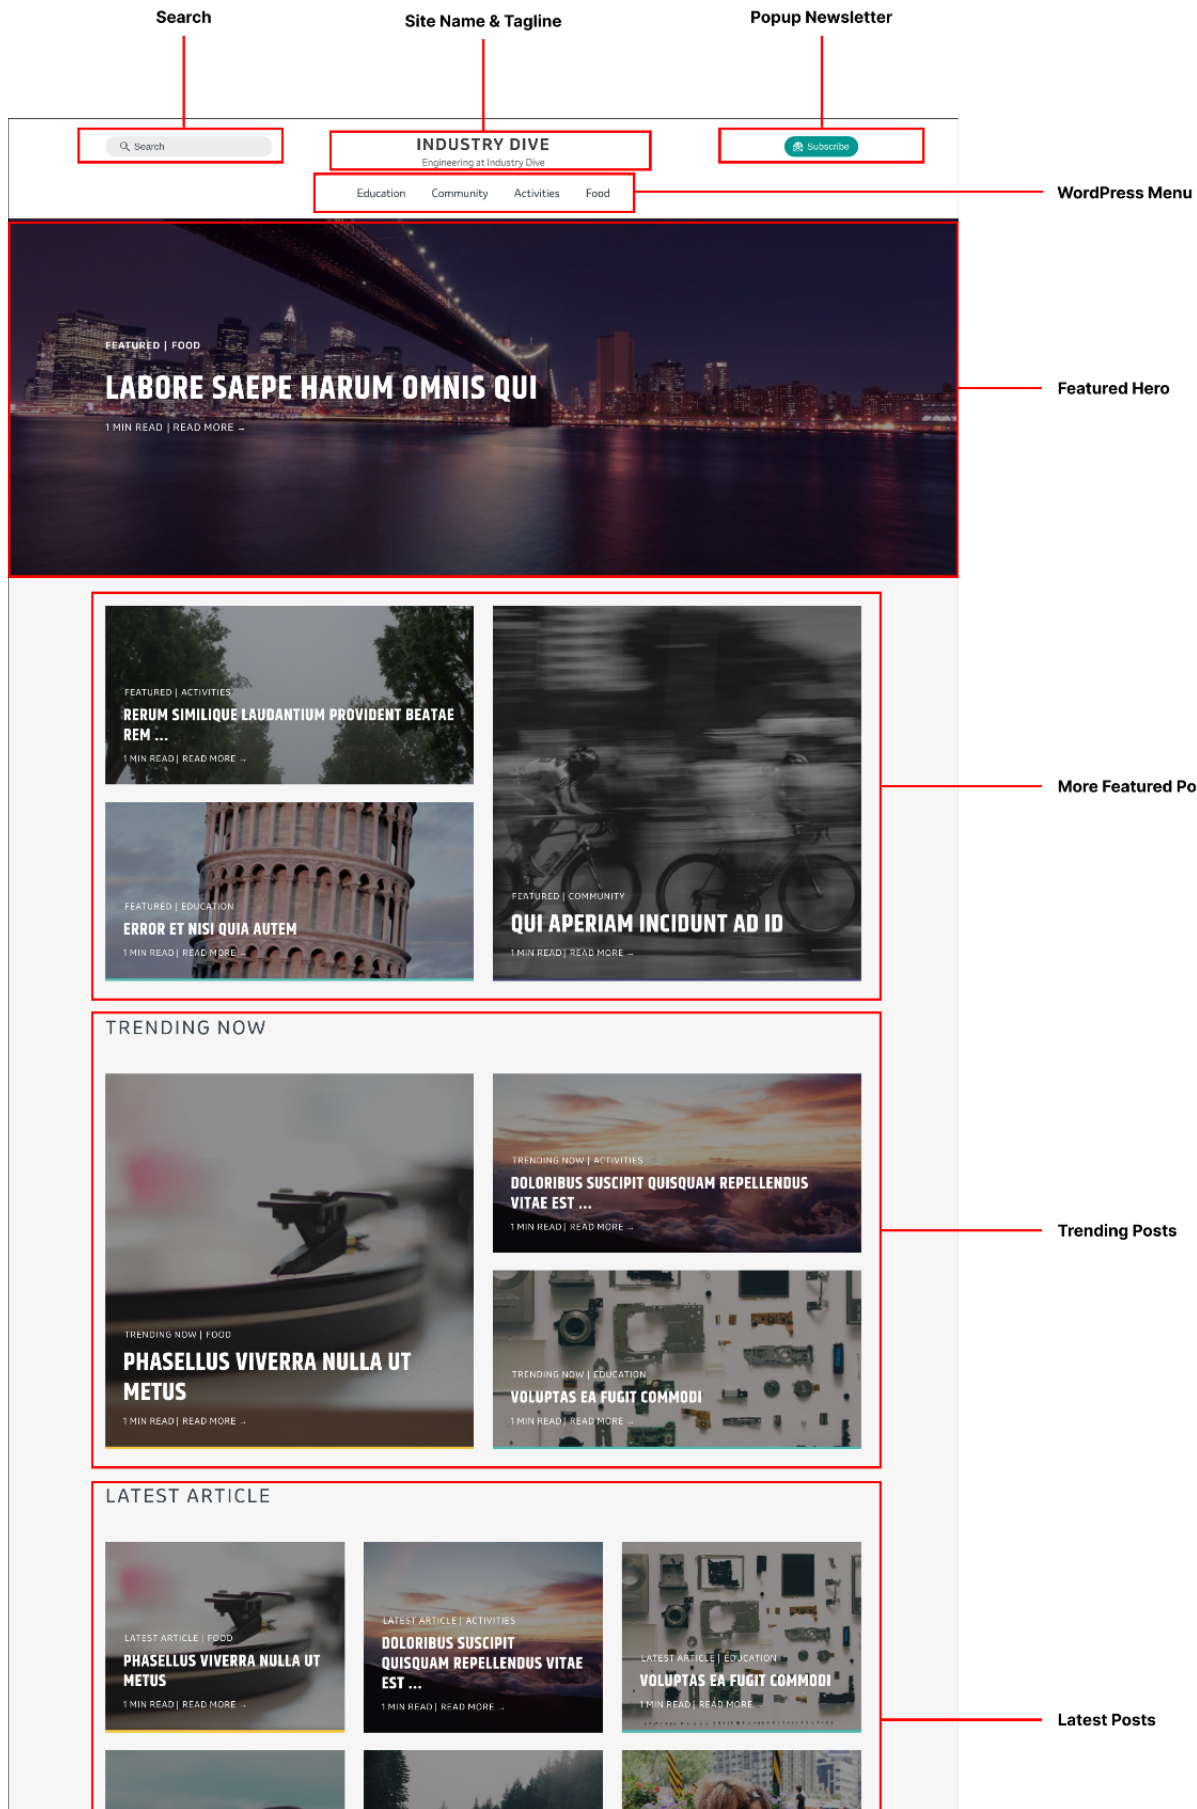 Search
Site Name & Tagline
Popup Newsletter
Search
INDUSTRY DIVE
Engineering at Industry Dive
Subscribe
Education Community Activities Food
WordPress Menu
FEATURED | FOOD
LABORE SAEPE HARUM OMNIS QUI
1 MIN READ | READ MORE →
Featured Hero
FEATURED | ACTIVITIES
RERUM SIMILIQUE LAUDANTIUM PROVIDENT BEATAE
REM ...
1 MIN READ | READ MORE →
FEATURED | EDUCATION
ERROR ET NISI QUIA AUTEM
1 MIN READ | READ MORE →
FEATURED | COMMUNITY
QUI APERIAM INCIDUNT AD ID
1 MIN READ | READ MORE →
More Featured Po
TRENDING NOW
TRENDING NOW | FOOD
PHASELLUS VIVERRA NULLA UT
METUS
1 MIN READ | READ MORE →
TRENDING NOW | ACTIVITIES
DOLORIBUS SUSCIPIT QUISQUAM REPELLENDUS
VITAE EST ...
1 MIN READ | READ MORE →
TRENDING NOW | EDUCATION
VOLUPTAS EA FUGIT COMMODI
1 MIN READ | READ MORE →
Trending Posts
LATEST ARTICLE
LATEST ARTICLE | FOOD
PHASELLUS VIVERRA NULLA UT
METUS
1 MIN READ | READ MORE →
LATEST ARTICLE | ACTIVITIES
DOLORIBUS SUSCIPIT
QUISQUAM REPELLENDUS VITAE
EST ...
1 MIN READ | READ MORE →
LATEST ARTICLE | EDUCATION
VOLUPTAS EA FUGIT COMMODI
1 MIN READ | READ MORE →
Latest Posts